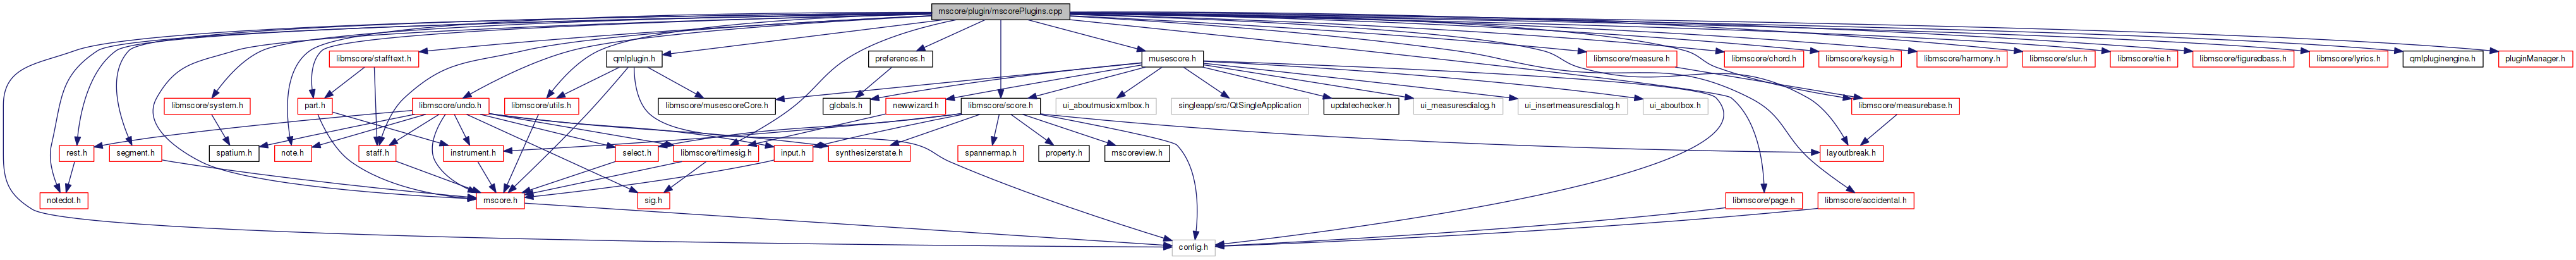 mscore/plugin/mscorePlugins.cpp
libmscore/stafftext.h
qmlplugin.h
preferences.h
musescore.h
libmscore/measure.h
libmscore/chord.h
libmscore/keysig.h
libmscore/harmony.h
libmscore/slur.h
libmscore/tie.h
libmscore/figuredbass.h
libmscore/lyrics.h
qmlpluginengine.h
pluginManager.h
libmscore/system.h
part.h
libmscore/undo.h
libmscore/utils.h
libmscore/musescoreCore.h
globals.h
newwizard.h
libmscore/score.h
ui_aboutmusicxmlbox.h
singleapp/src/QtSingleApplication
updatechecker.h
ui_measuresdialog.h
ui_insertmeasuresdialog.h
ui_aboutbox.h
libmscore/measurebase.h
rest.h
segment.h
spatium.h
note.h
staff.h
instrument.h
select.h
libmscore/timesig.h
input.h
synthesizerstate.h
spannermap.h
property.h
mscoreview.h
layoutbreak.h
notedot.h
mscore.h
sig.h
libmscore/page.h
libmscore/accidental.h
config.h